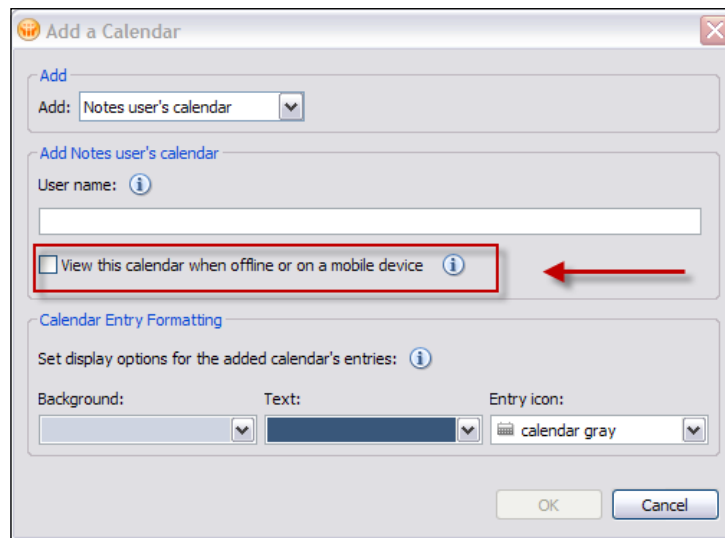 Add a Calendar
Add
Add: Notes user's calendar
Add Notes user's calendar
User name:
View this calendar when offline or on a mobile device
Calendar Entry Formatting
Set display options for the added calendar's entries:
Background: Text: Entry icon:
calendar gray
OK Cancel